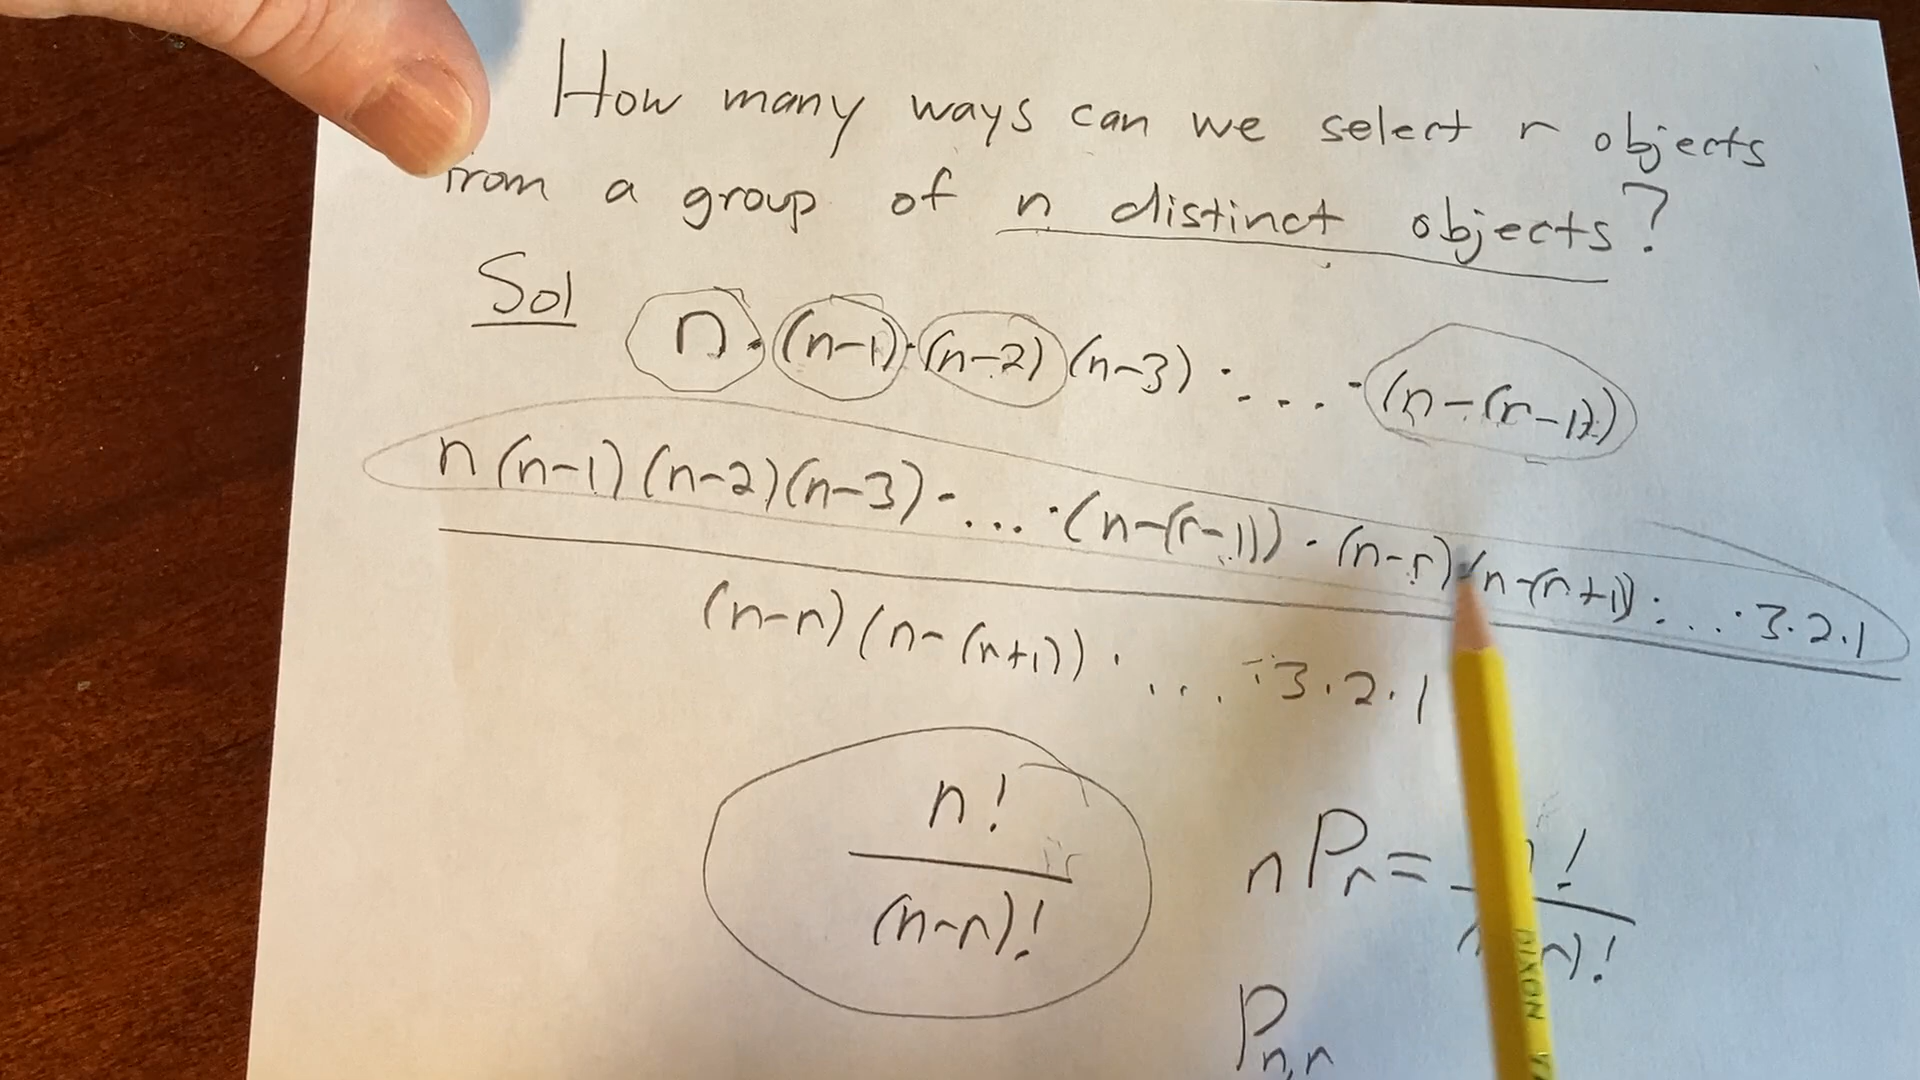 How many ways can we select r objects
from a group of n distinct objects?
Sol
n·(n-1)·(n-2)(n-3)·...·(n-(r-1))
n(n-1)(n-2)(n-3)·...·(n-(r-1))·(n-r)(n-(r+1))·...·3·2·1
(n-r)(n-(r+1))·...·3·2·1
n!
(n-r)!
nPr = n!
(n-r)!
Pn,r
DIXON